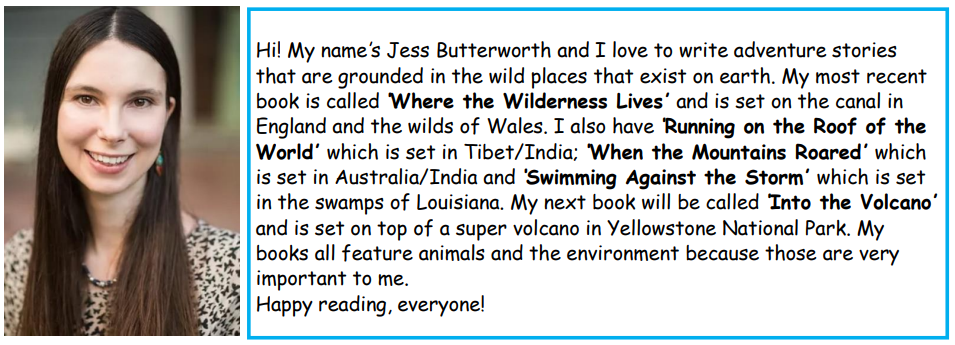 Hi! My name's Jess Butterworth and I love to write adventure stories
that are grounded in the wild places that exist on earth. My most recent
book is called 'Where the Wilderness Lives' and is set on the canal in
England and the wilds of Wales. I also have 'Running on the Roof of the
World' which is set in Tibet/India; 'When the Mountains Roared' which
is set in Australia/India and 'Swimming Against the Storm' which is set
in the swamps of Louisiana. My next book will be called 'Into the Volcano'
and is set on top of a super volcano in Yellowstone National Park. My
books all feature animals and the environment because those are very
important to me.
Happy reading, everyone!